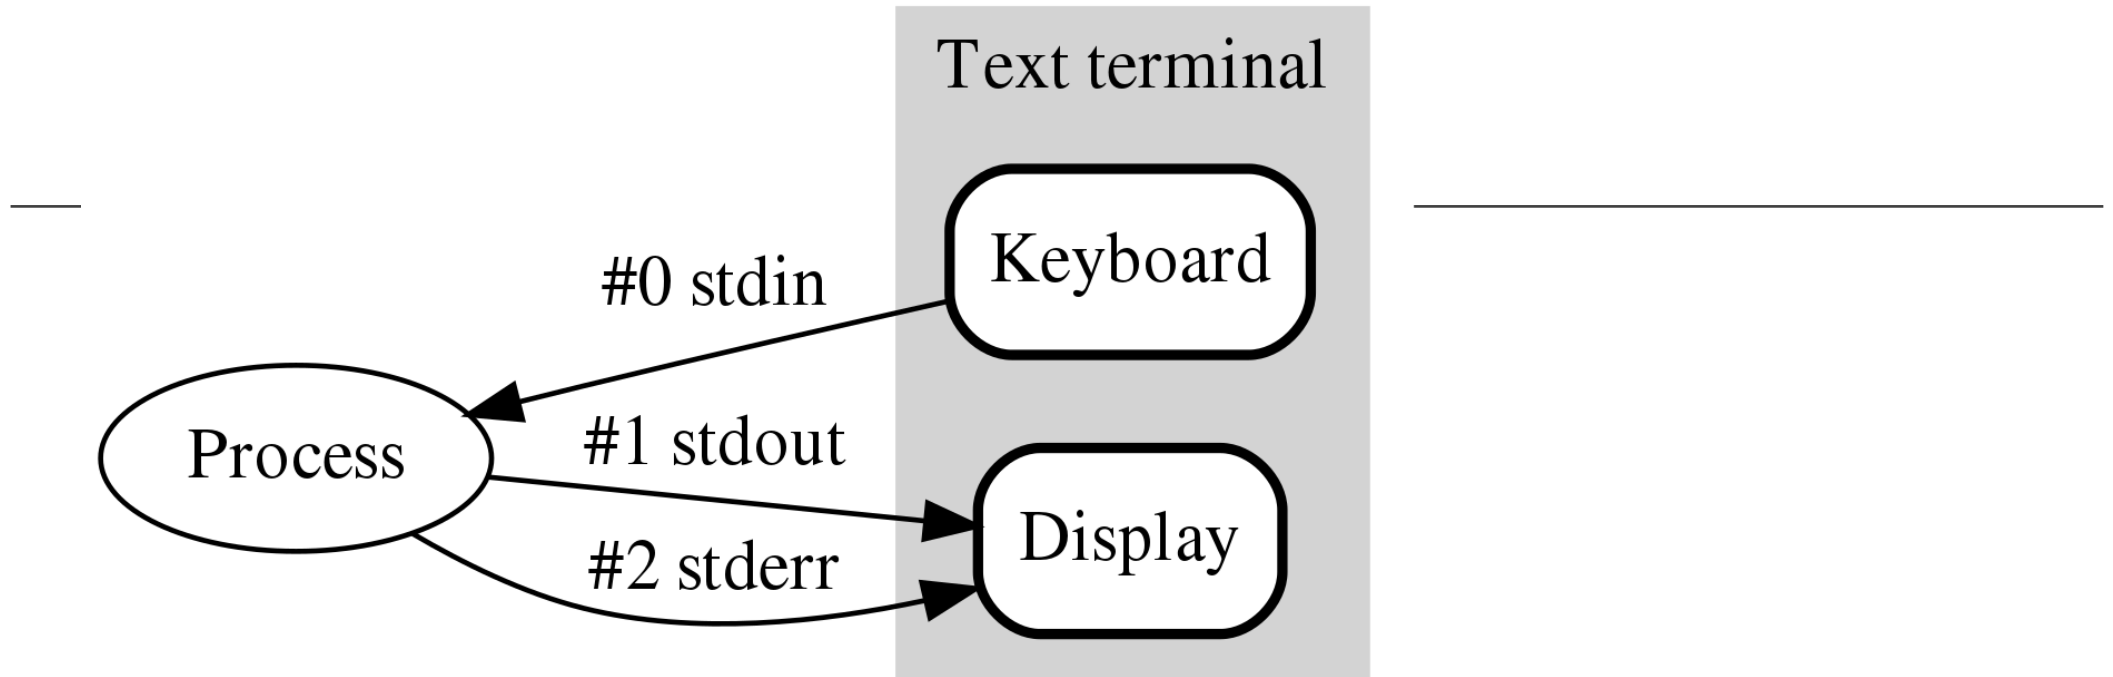 Text terminal
Keyboard
#0 stdin
Process
#1 stdout
Display
#2 stderr